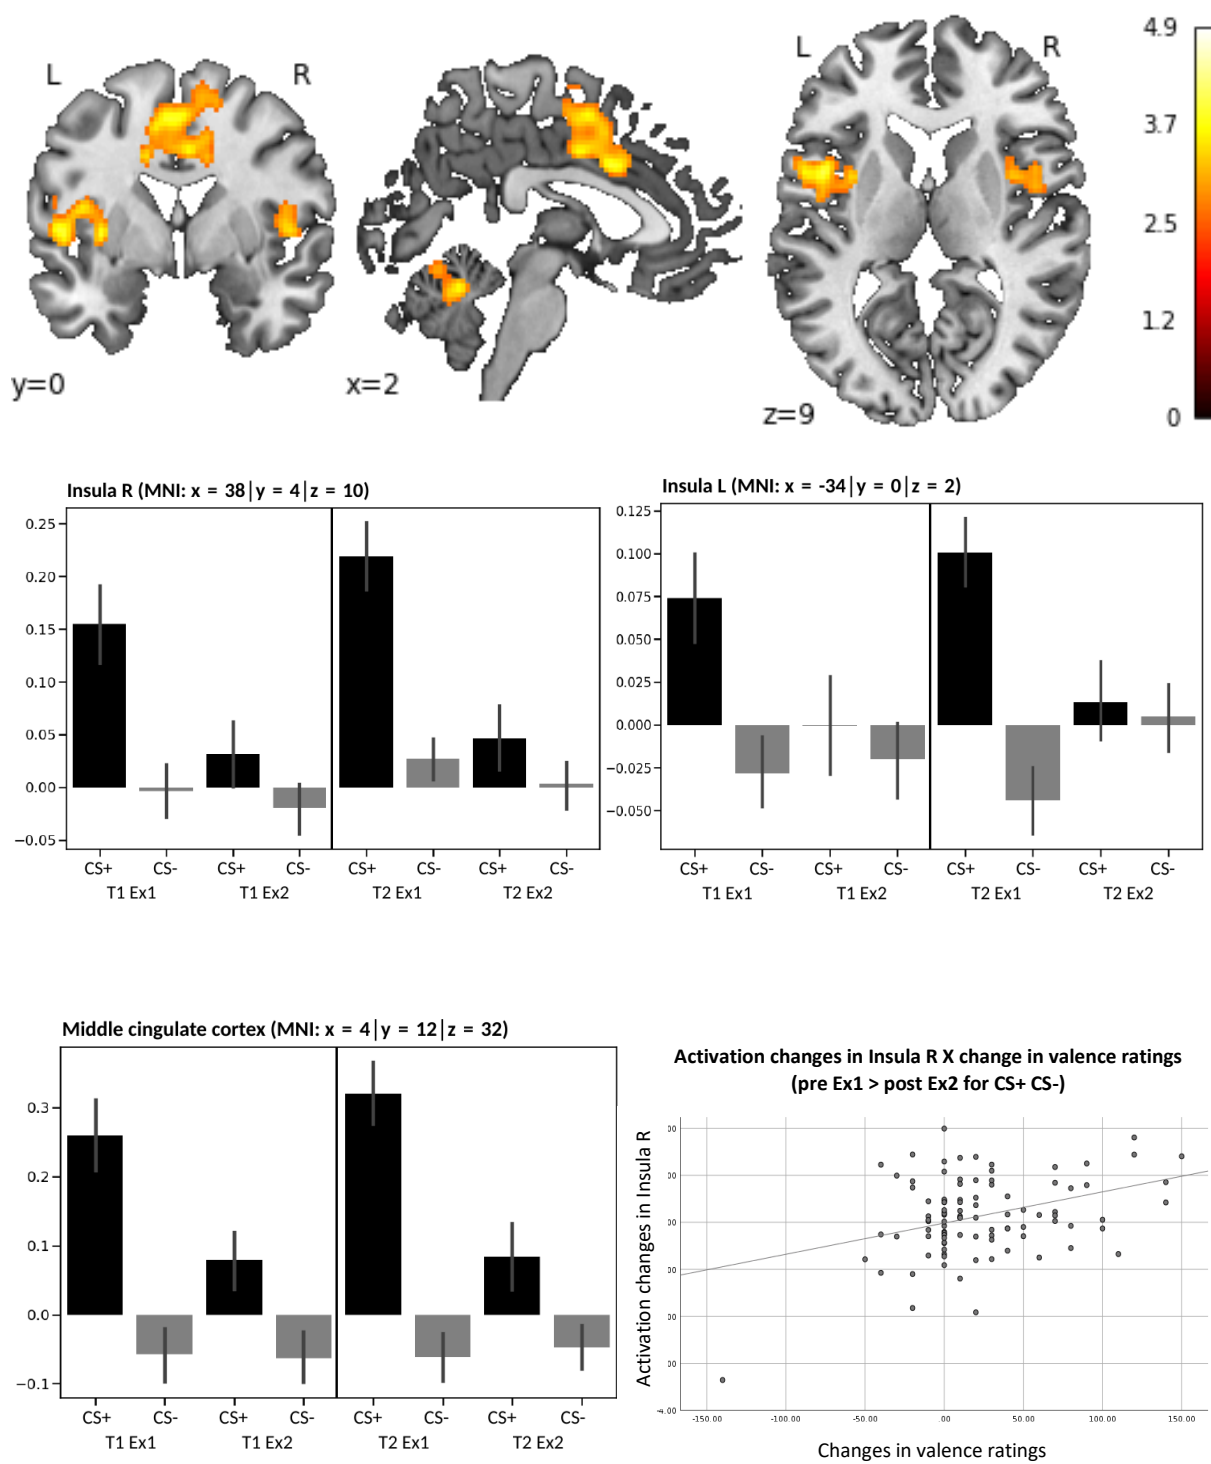 L R
y=0
x=2
L R
z=9
4.9
3.7
2.5
1.2
0
Insula R (MNI: x = 38|y = 4|z = 10)
0.25
0.20
0.15
0.10
0.05
0.00
−0.05
CS+ CS- CS+ CS- CS+ CS- CS+ CS-
T1 Ex1 T1 Ex2 T2 Ex1 T2 Ex2
Insula L (MNI: x = -34|y = 0|z = 2)
0.125
0.100
0.075
0.050
0.025
0.000
−0.025
−0.050
CS+ CS- CS+ CS- CS+ CS- CS+ CS-
T1 Ex1 T1 Ex2 T2 Ex1 T2 Ex2
Middle cingulate cortex (MNI: x = 4|y = 12|z = 32)
0.3
0.2
0.1
0.0
−0.1
CS+ CS- CS+ CS- CS+ CS- CS+ CS-
T1 Ex1 T1 Ex2 T2 Ex1 T2 Ex2
Activation changes in Insula R X change in valence ratings
(pre Ex1 > post Ex2 for CS+ CS-)
Activation changes in Insula R
-150.00 -100.00 -50.00 .00 50.00 100.00 150.00
Changes in valence ratings